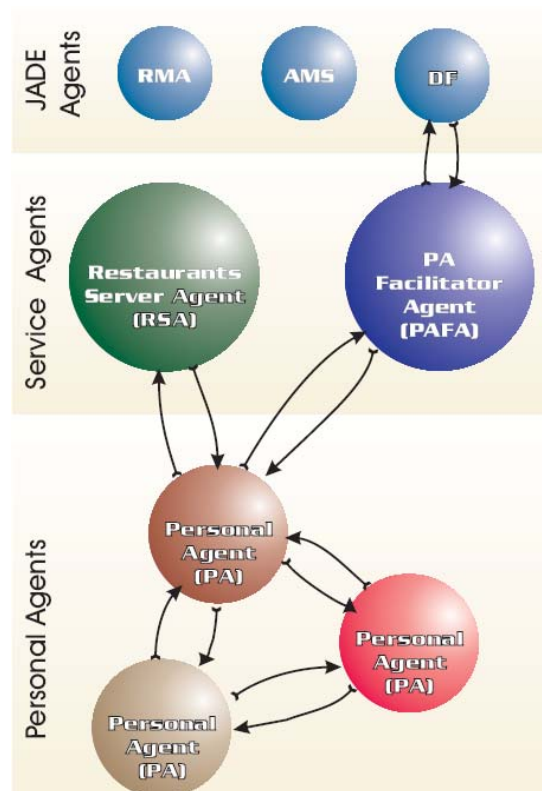 JADE
Agents
RMA
AMS
DF
Service Agents
Restaurants
Server Agent
(RSA)
PA
Facilitator
Agent
(PAFA)
Personal Agents
Personal
Agent
(PA)
Personal
Agent
(PA)
Personal
Agent
(PA)